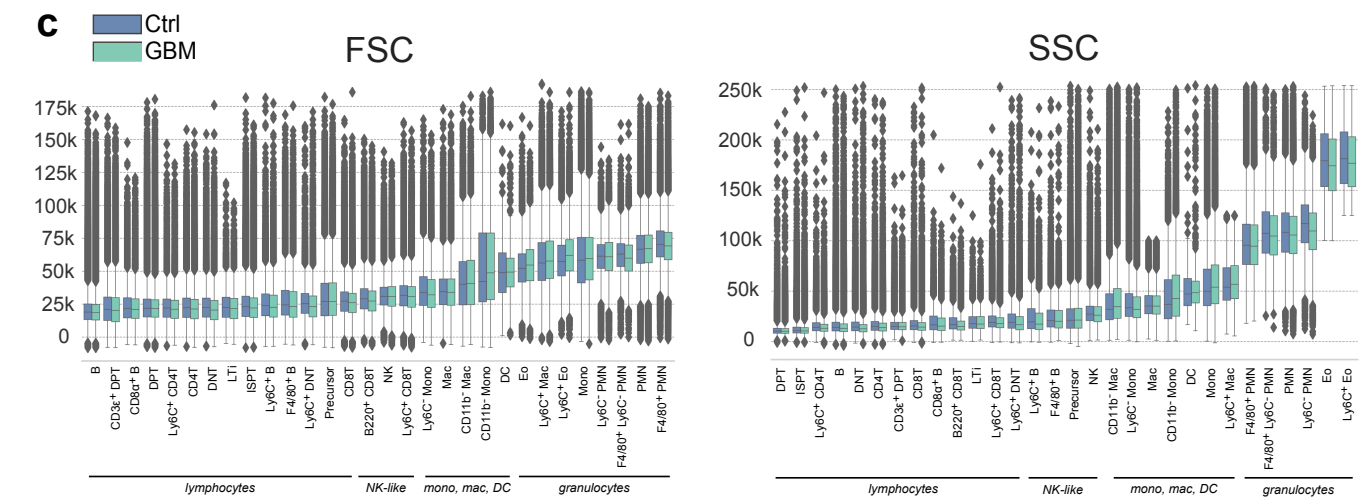 c
Ctrl
GBM
FSC
175k
150k
125k
100k
75k
50k
25k
0
B
CD3ε⁺ DPT
CD8α⁺ B
DPT
Ly6C⁺ CD4T
CD4T
DNT
LTi
ISPT
Ly6C⁺ B
F4/80⁺ B
Ly6C⁺ DNT
Precursor
CD8T
B220⁺ CD8T
NK
Ly6C⁺ CD8T
Ly6C⁻ Mono
Mac
CD11b⁻ Mac
CD11b⁻ Mono
DC
Eo
Ly6C⁺ Mac
Ly6C⁺ Eo
Mono
Ly6C⁻ PMN
F4/80⁺ Ly6C⁻ PMN
PMN
F4/80⁺ PMN
lymphocytes
NK-like
mono, mac, DC
granulocytes
SSC
250k
200k
150k
100k
50k
0
DPT
ISPT
Ly6C⁺ CD4T
B
DNT
CD4T
CD3ε⁺ DPT
CD8T
CD8α⁺ B
B220⁺ CD8T
LTi
Ly6C⁺ CD8T
Ly6C⁺ DNT
Ly6C⁺ B
F4/80⁺ B
Precursor
NK
CD11b⁻ Mac
Ly6C⁻ Mono
Mac
CD11b⁻ Mono
DC
Mono
Ly6C⁺ Mac
F4/80⁺ PMN
F4/80⁺ Ly6C⁻ PMN
PMN
Ly6C⁻ PMN
Eo
Ly6C⁺ Eo
lymphocytes
NK-like
mono, mac, DC
granulocytes